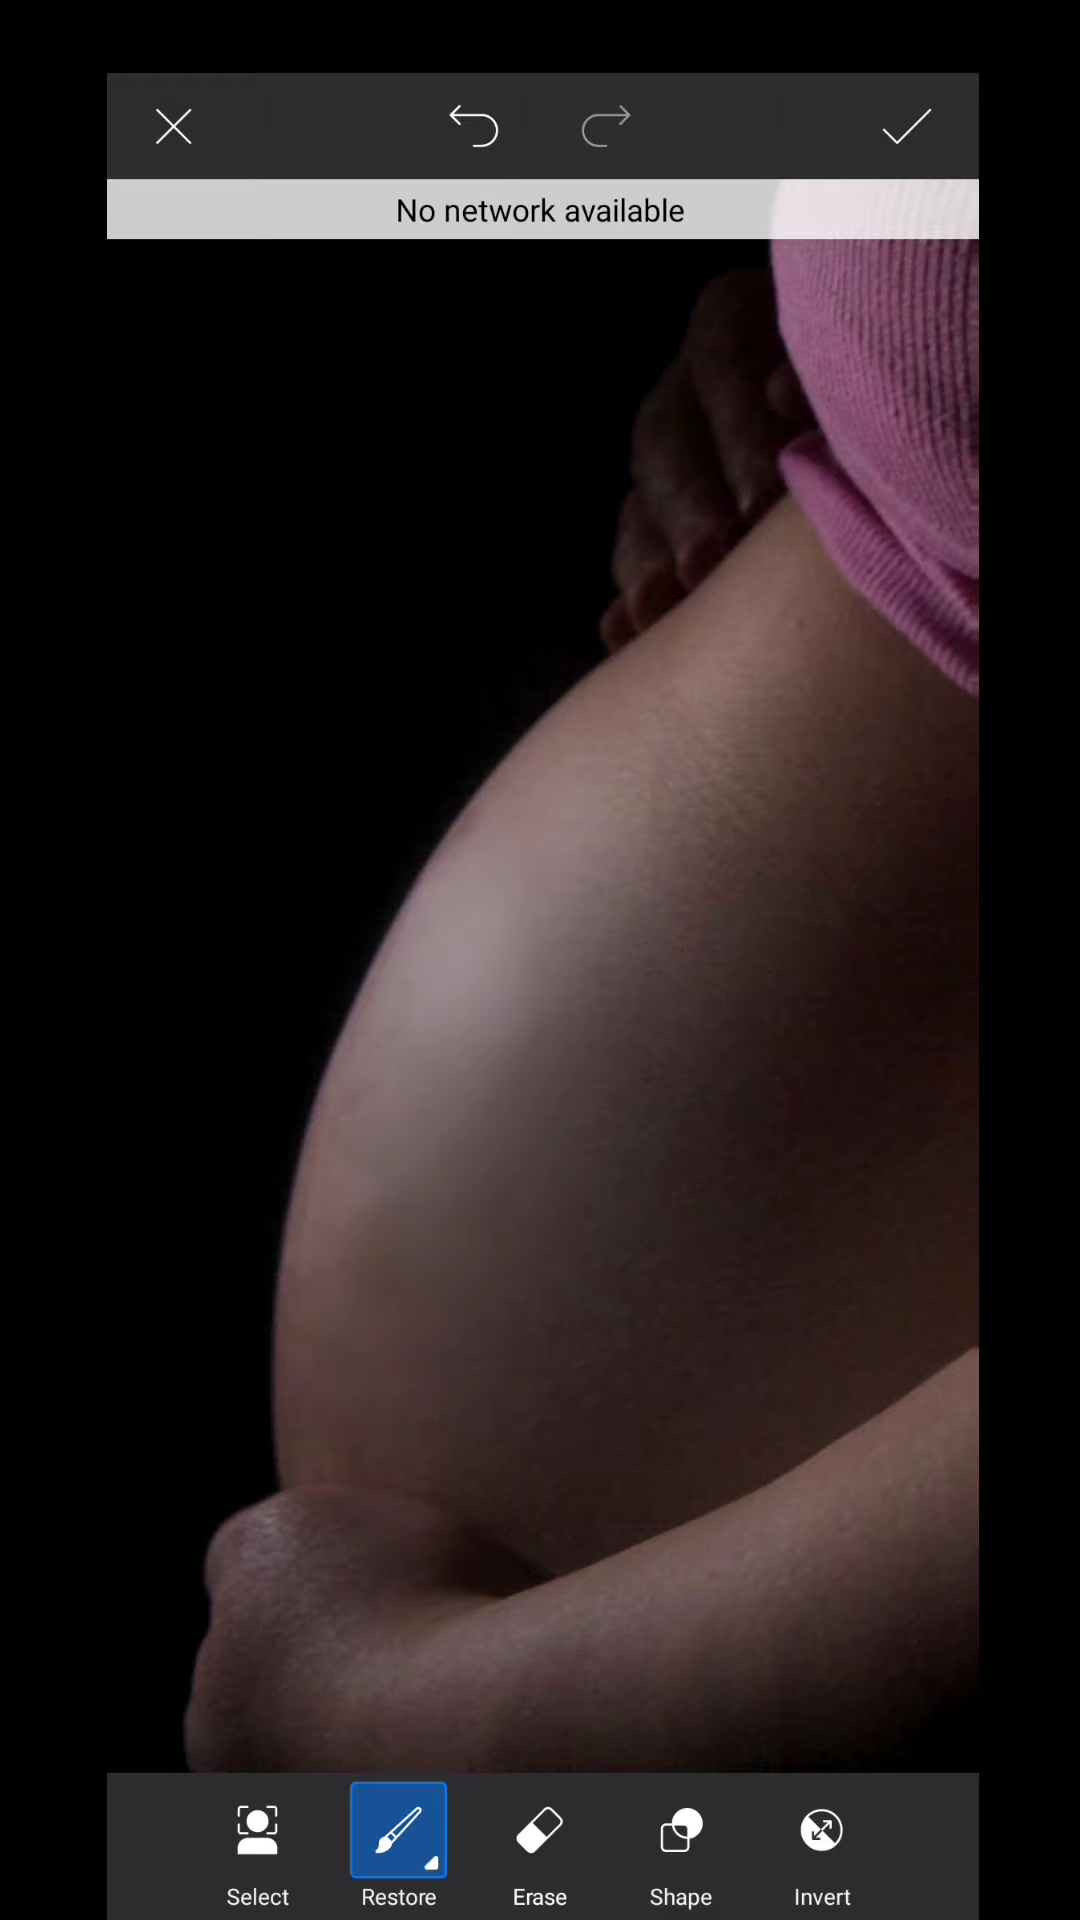 No network available
Select
Restore
Erase
Shape
Invert